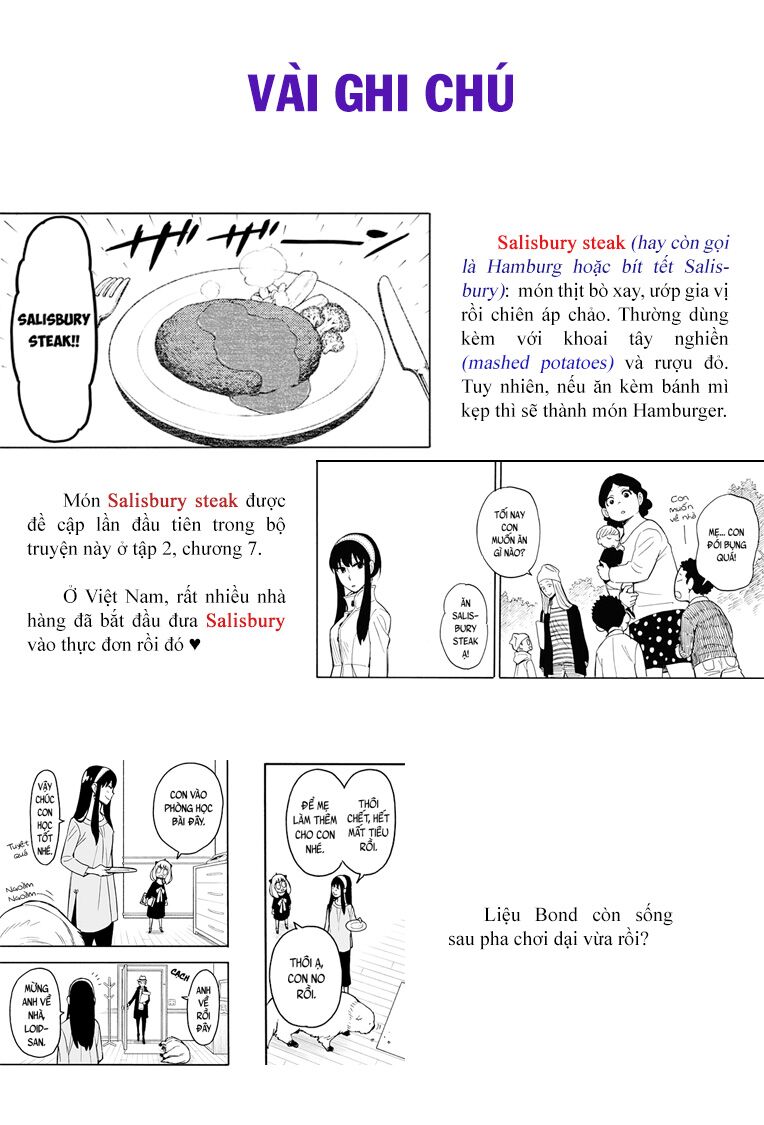 VÀI GHI CHÚ
SALISBURY
STEAK!!
ザザーン
Salisbury steak (hay còn gọi
là Hamburg hoặc bít tết Salis-
bury): món thịt bò xay, ướp gia vị
rồi chiên áp chảo. Thường dùng
kèm với khoai tây nghiền
(mashed potatoes) và rượu đỏ.
Tuy nhiên, nếu ăn kèm bánh mì
kẹp thì sẽ thành món Hamburger.
Món Salisbury steak được
đề cập lần đầu tiên trong bộ
truyện này ở tập 2, chương 7.
Ở Việt Nam, rất nhiều nhà
hàng đã bắt đầu đưa Salisbury
vào thực đơn rồi đó ♥
TỐI NAY
CON
MUỐN ĂN
GÌ NÀO?
ĂN
SALIS-
BURY
STEAK
Ạ!
Con
muốn
về nhà
MẸ... CON
ĐÓI BỤNG
QUÁ!
VẬY
CHÚC
CON
HỌC
TỐT
NHÉ.
CON VÀO
PHÒNG HỌC
BÀI ĐÂY.
Tuyệt
quá
NGOÀM
NGOÀM
MỪNG
ANH VỀ
NHÀ,
LOID-
SAN.
CẠCH
ANH
VỀ
RỒI
ĐÂY
THÔI
CHẾT, HẾT
MẤT TIÊU
RỒI.
ĐỂ MẸ
LÀM THÊM
CHO CON
NHÉ.
THÔI Ạ,
CON NO
RỒI.
Liệu Bond còn sống
sau pha chơi dại vừa rồi?